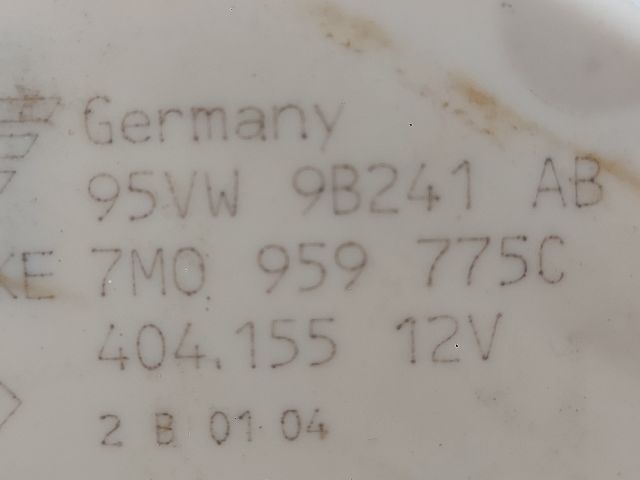 Germany
95VW 9B241 AB
KE 7M0 959 775C
404.155 12V
2 B 01 04